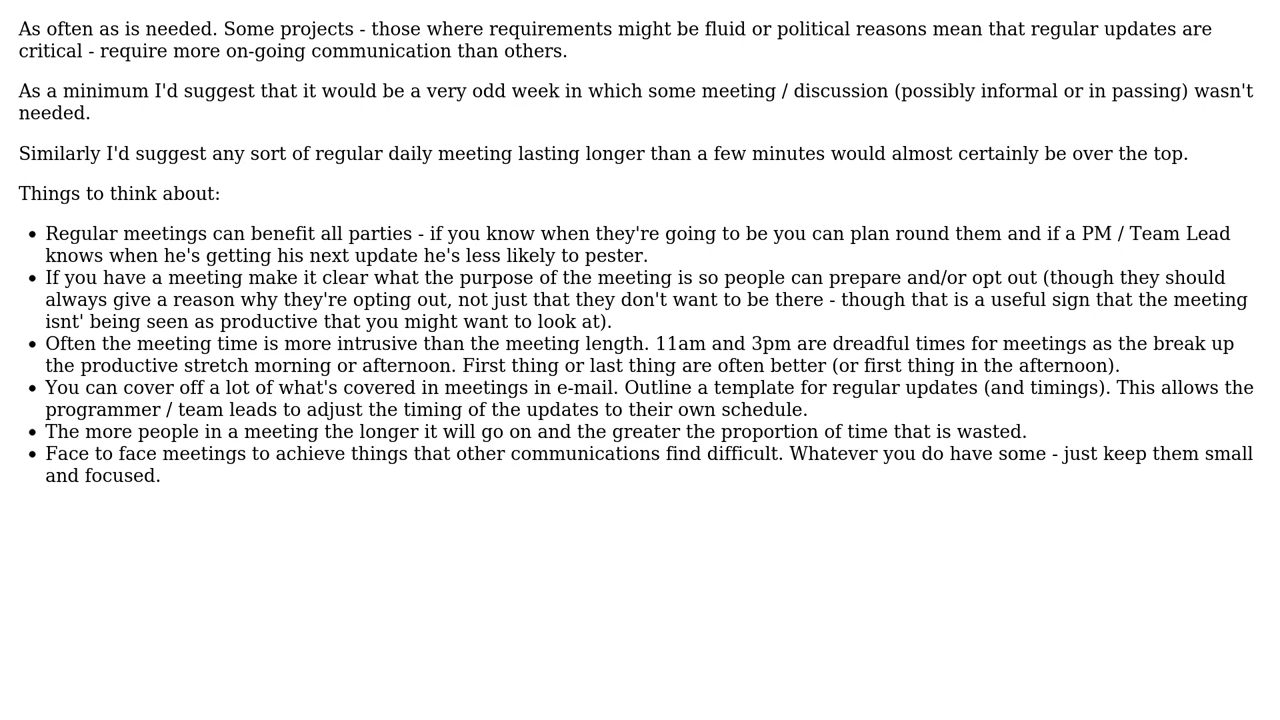 As often as is needed. Some projects - those where requirements might be fluid or political reasons mean that regular updates are
critical - require more on-going communication than others.
As a minimum I'd suggest that it would be a very odd week in which some meeting / discussion (possibly informal or in passing) wasn't
needed.
Similarly I'd suggest any sort of regular daily meeting lasting longer than a few minutes would almost certainly be over the top.
Things to think about:
• Regular meetings can benefit all parties - if you know when they're going to be you can plan round them and if a PM / Team Lead
knows when he's getting his next update he's less likely to pester.
• If you have a meeting make it clear what the purpose of the meeting is so people can prepare and/or opt out (though they should
always give a reason why they're opting out, not just that they don't want to be there - though that is a useful sign that the meeting
isnt' being seen as productive that you might want to look at).
• Often the meeting time is more intrusive than the meeting length. 11am and 3pm are dreadful times for meetings as the break up
the productive stretch morning or afternoon. First thing or last thing are often better (or first thing in the afternoon).
• You can cover off a lot of what's covered in meetings in e-mail. Outline a template for regular updates (and timings). This allows the
programmer / team leads to adjust the timing of the updates to their own schedule.
• The more people in a meeting the longer it will go on and the greater the proportion of time that is wasted.
• Face to face meetings to achieve things that other communications find difficult. Whatever you do have some - just keep them small
and focused.